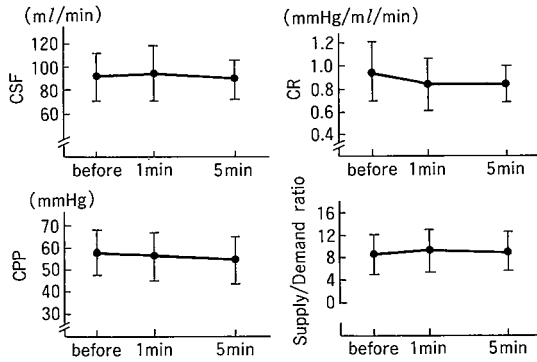 (ml/min)
120
100
80
60
CSF
before 1min 5min
(mmHg/ml/min)
1.2
1.0
0.8
0.6
0.4
CR
before 1min 5min
(mmHg)
70
60
50
40
30
CPP
before 1min 5min
16
12
8
4
0
Supply/Demand ratio
before 1min 5min